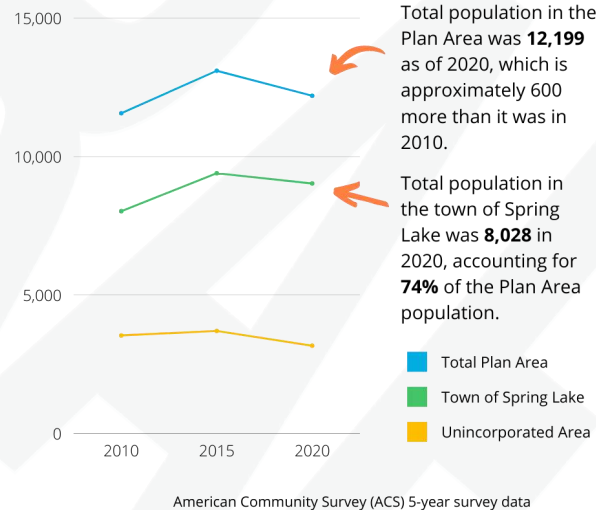 15,000
10,000
5,000
0
2010 2015 2020
Total population in the
Plan Area was 12,199
as of 2020, which is
approximately 600
more than it was in
2010.
Total population in
the town of Spring
Lake was 8,028 in
2020, accounting for
74% of the Plan Area
population.
Total Plan Area
Town of Spring Lake
Unincorporated Area
American Community Survey (ACS) 5-year survey data